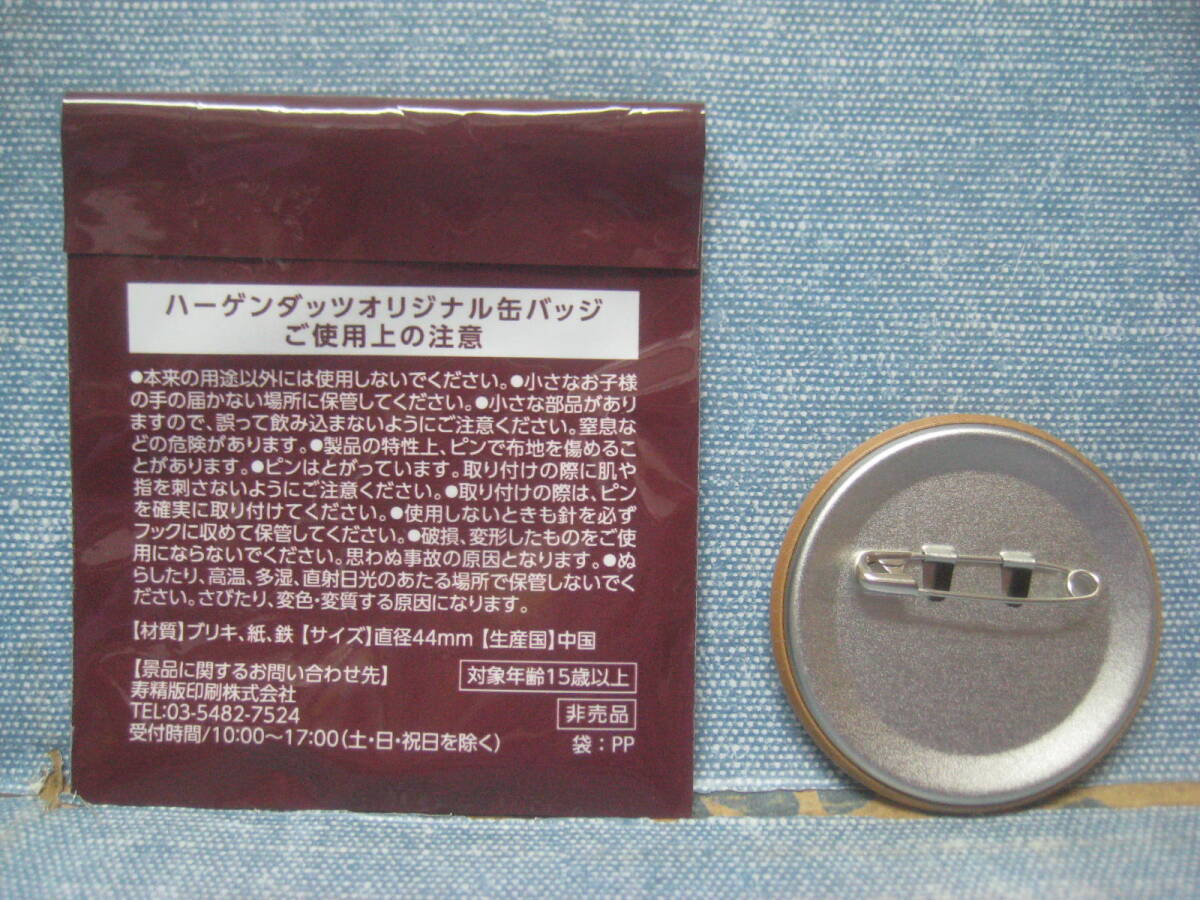 ハーゲンダッツオリジナル缶バッジ
ご使用上の注意
●本来の用途以外には使用しないでください。●小さなお子様
の手の届かない場所に保管してください。●小さな部品があり
ますので、誤って飲み込まないようにご注意ください。窒息な
どの危険があります。●製品の特性上、ピンで布地を傷めるこ
とがあります。●ピンはとがっています。取り付けの際に肌や
指を刺さないようにご注意ください。●取り付けの際は、ピン
を確実に取り付けてください。●使用しないときも針を必ず
フックに収めて保管してください。●破損、変形したものをご使
用にならないでください。思わぬ事故の原因となります。●ぬ
らしたり、高温、多湿、直射日光のあたる場所で保管しないでく
ださい。さびたり、変色・変質する原因になります。
【材質】ブリキ、紙、鉄【サイズ】直径44mm【生産国】中国
【景品に関するお問い合わせ先】
寿精版印刷株式会社
TEL:03-5482-7524
受付時間/10:00～17:00(土・日・祝日を除く)
対象年齢15歳以上
非売品
袋：PP